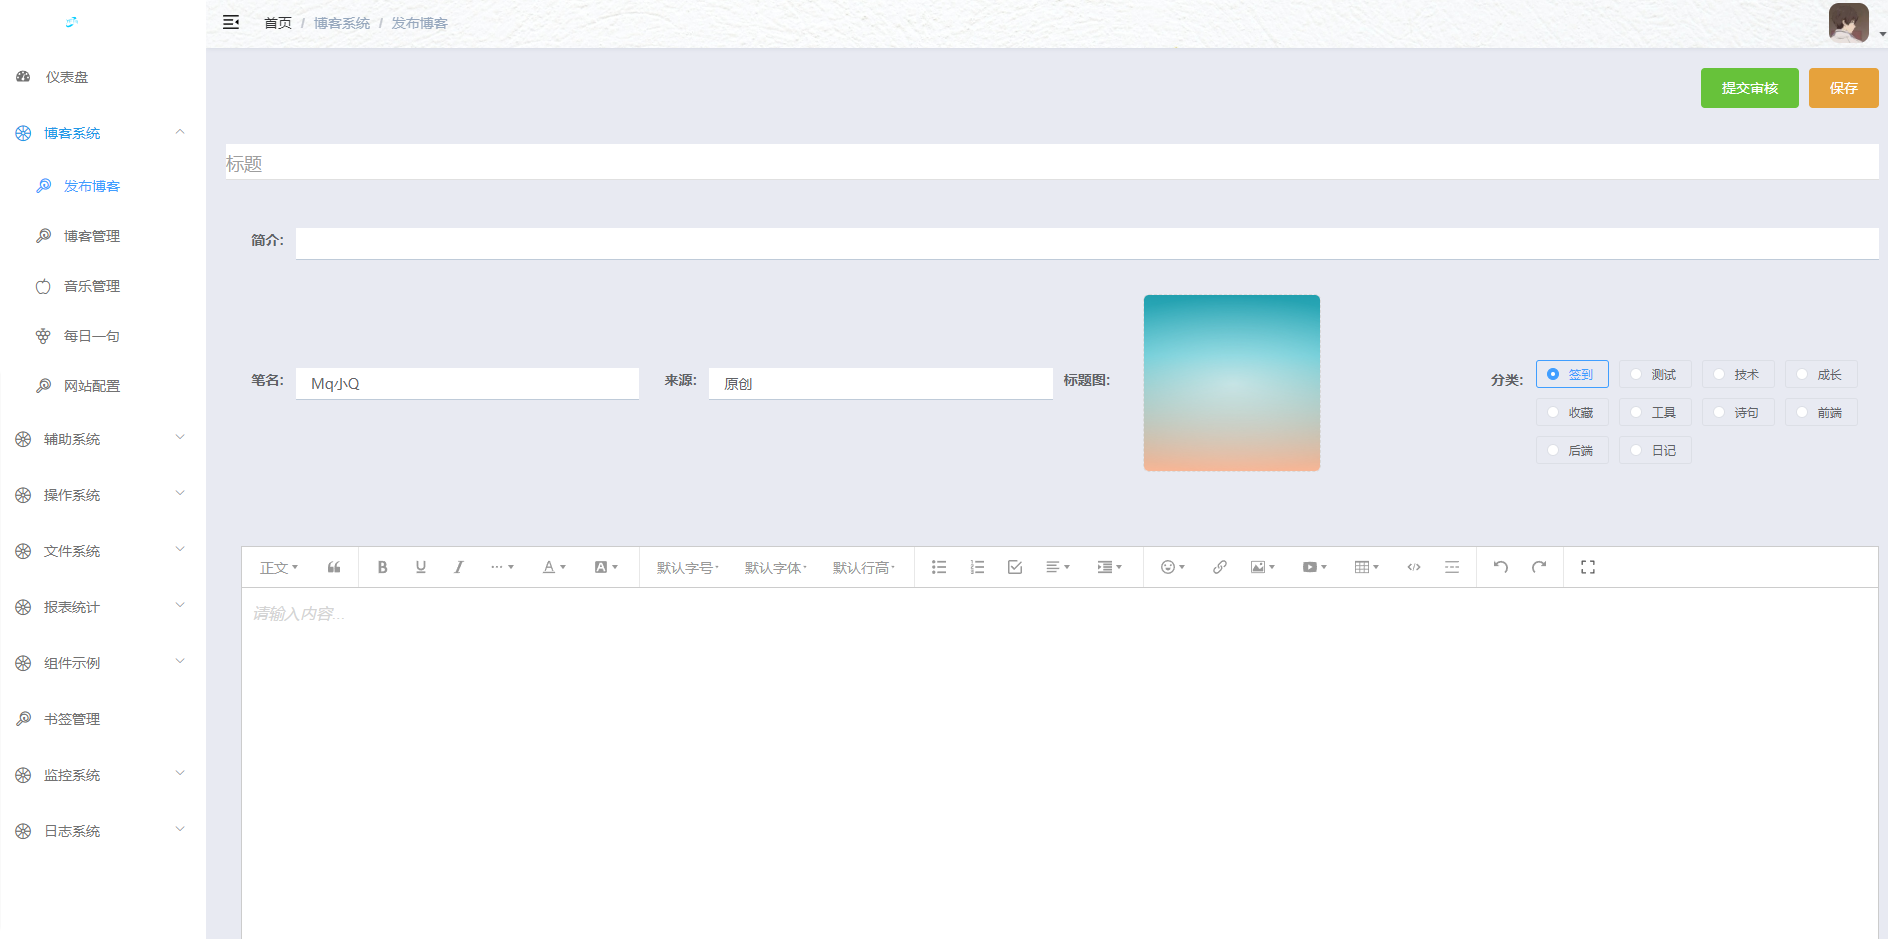 首页 / 博客系统 / 发布博客
仪表盘
博客系统
发布博客
博客管理
音乐管理
每日一句
网站配置
辅助系统
操作系统
文件系统
报表统计
组件示例
书签管理
监控系统
日志系统
提交审核 保存
标题
简介:
笔名: Mq小Q 来源: 原创 标题图: 分类:
签到 测试 技术 成长
收藏 工具 诗句 前端
后端 日记
正文 B U I A A 默认字号 默认字体 默认行高
请输入内容...